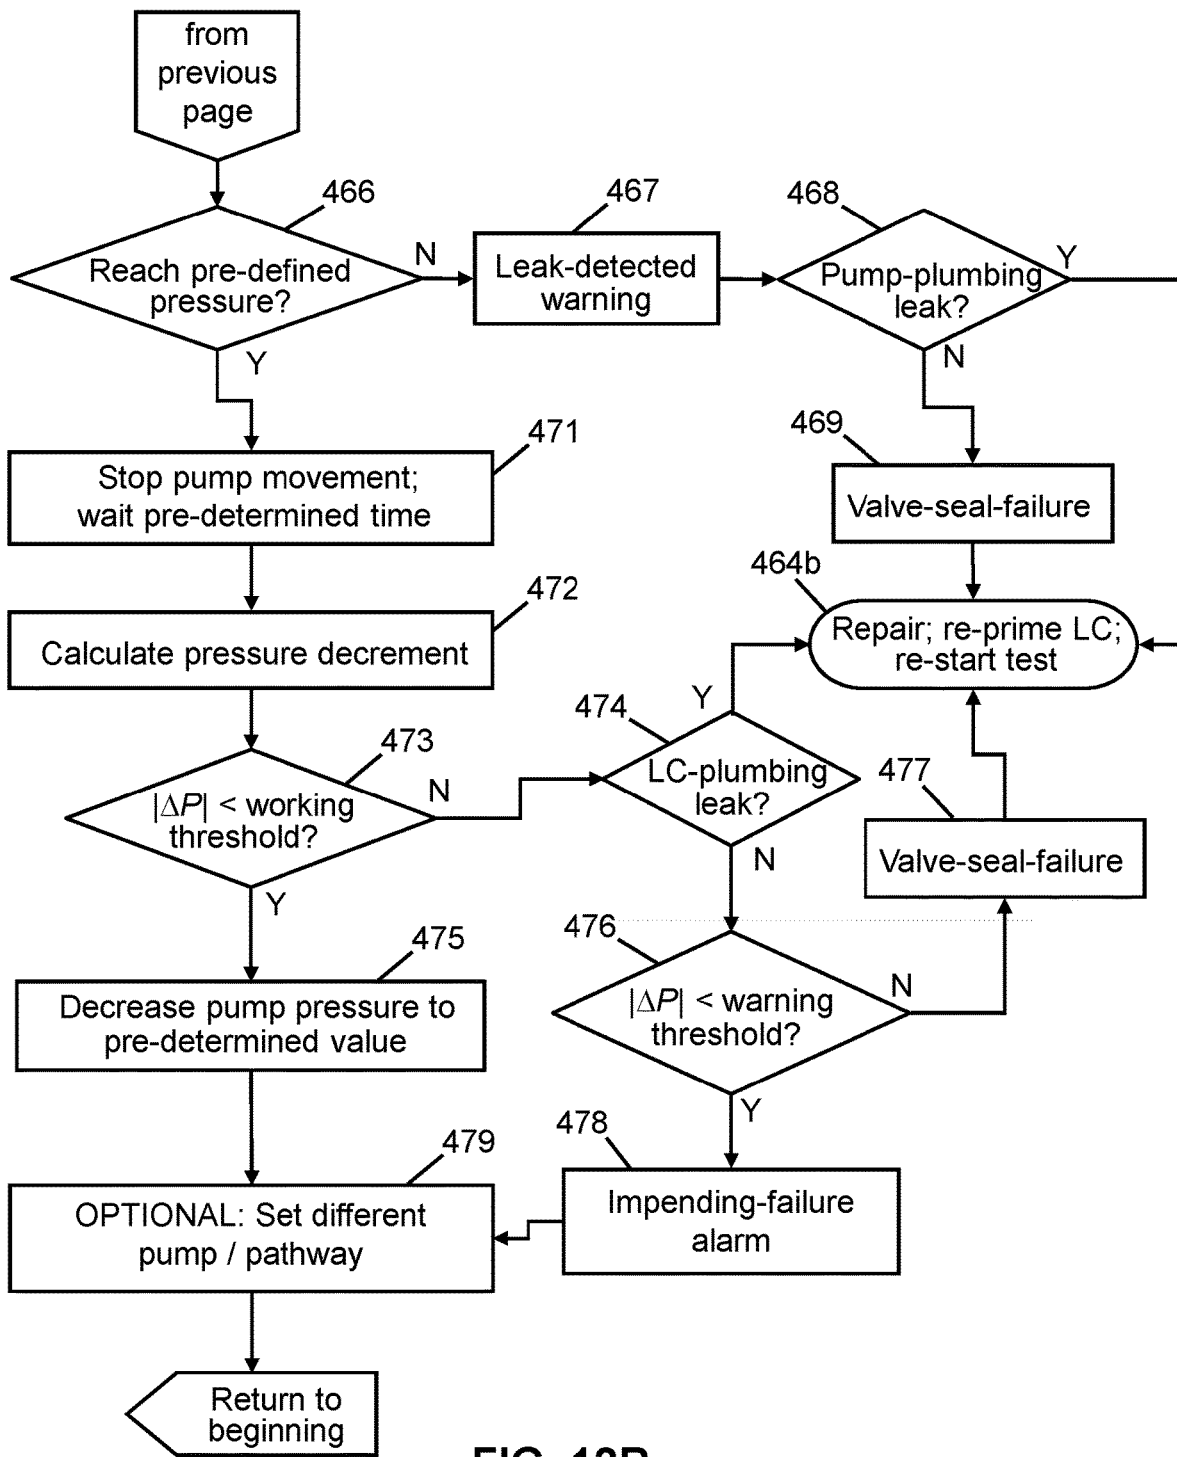 from
previous
page
466
467
468
Reach pre-defined
pressure?
N
Leak-detected
warning
Pump-plumbing
leak?
Y
Y
N
471
469
Stop pump movement;
wait pre-determined time
Valve-seal-failure
472
464b
Calculate pressure decrement
Repair; re-prime LC;
re-start test
473
474
Y
|ΔP| < working
threshold?
N
LC-plumbing
leak?
477
Valve-seal-failure
Y
N
475
476
Decrease pump pressure to
pre-determined value
|ΔP| < warning
threshold?
N
Y
479
478
OPTIONAL: Set different
pump / pathway
Impending-failure
alarm
Return to
beginning